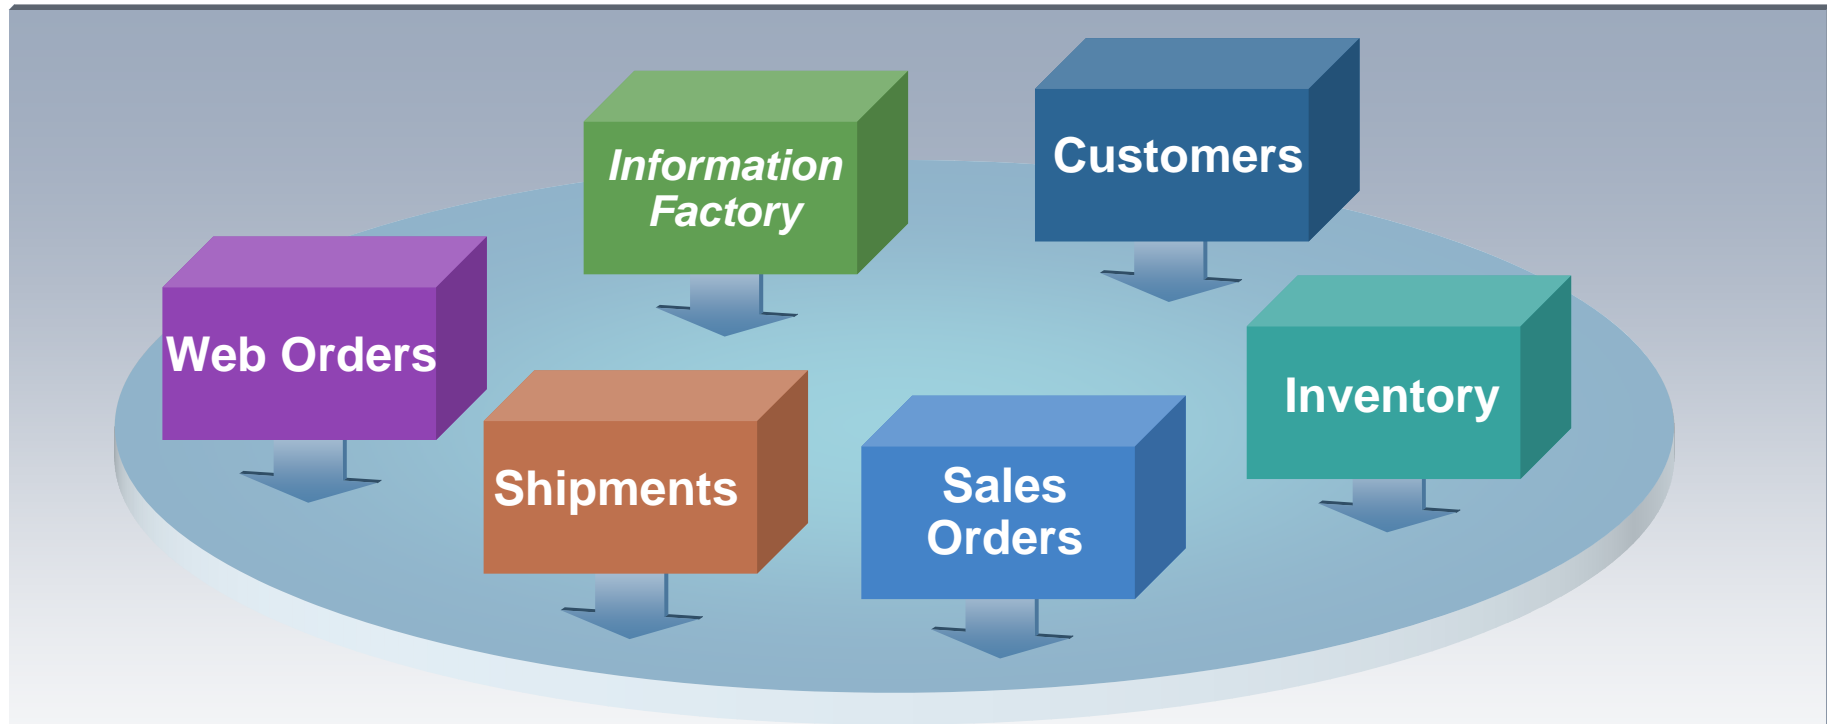 Information
Factory
Customers
Web Orders
Inventory
Shipments
Sales
Orders